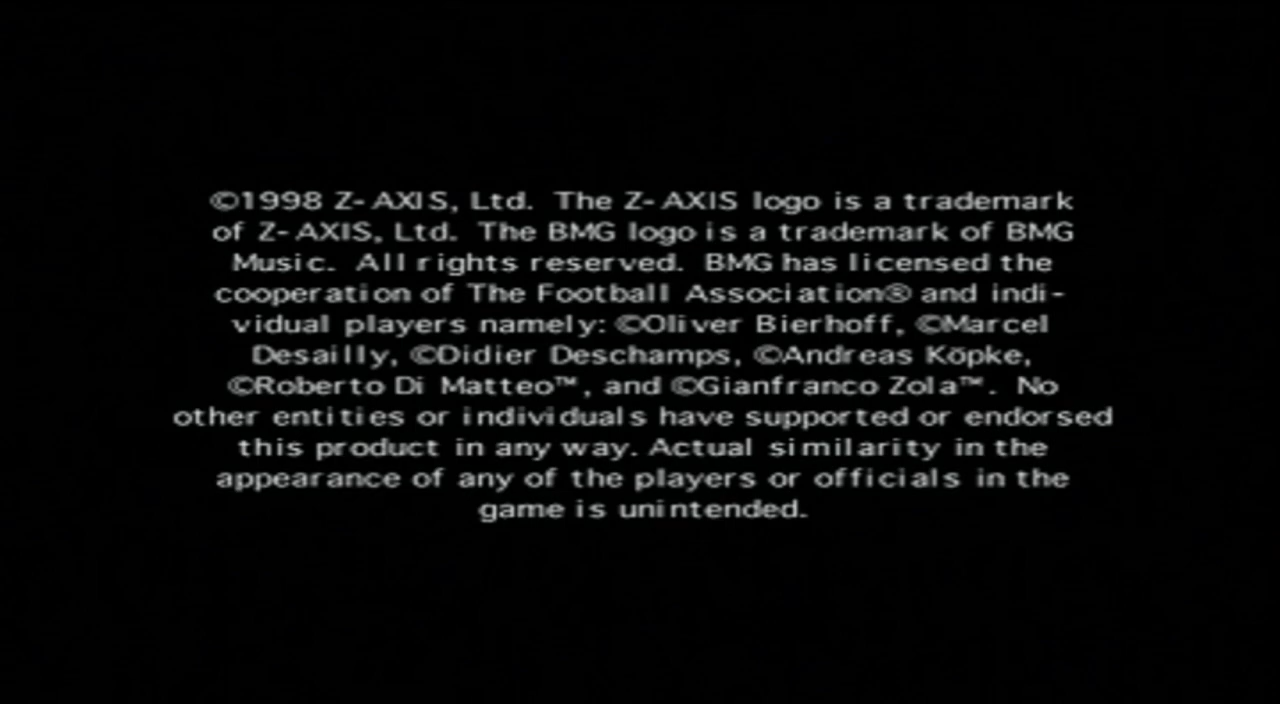 ©1998 Z-AXIS, Ltd. The Z-AXIS logo is a trademark
of Z-AXIS, Ltd. The BMG logo is a trademark of BMG
Music. All rights reserved. BMG has licensed the
cooperation of The Football Association® and indi-
vidual players namely: ©Oliver Bierhoff, ©Marcel
Desailly, ©Didier Deschamps, ©Andreas Köpke,
©Roberto Di Matteo™, and ©Gianfranco Zola™. No
other entities or individuals have supported or endorsed
this product in any way. Actual similarity in the
appearance of any of the players or officials in the
game is unintended.